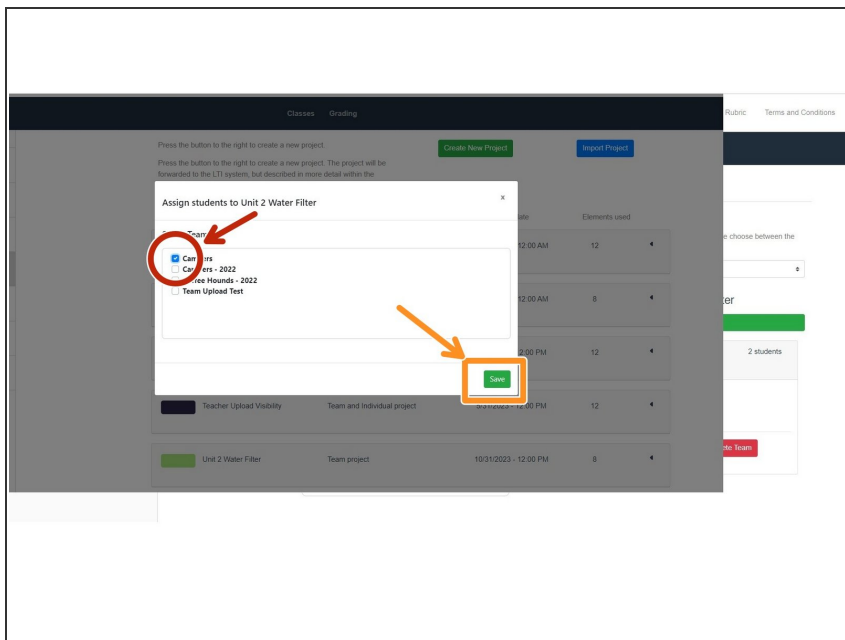 Classes Grading
Rubric Terms and Conditions
Press the button to the right to create a new project.
Create New Project
Import Project
Press the button to the right to create a new project. The project will be
forwarded to the LTI system, but described in more detail within the
Assign students to Unit 2 Water Filter
x
Elements used
e choose between the
12:00 AM 12
2022
Hounds - 2022
Team Upload Test
12:00 AM 8
2:00 PM 12
2 students
Save
Teacher Upload Visibility Team and Individual project 12:00 PM 12
Team
Unit 2 Water Filter Team project 10/31/2023 - 12:00 PM 8